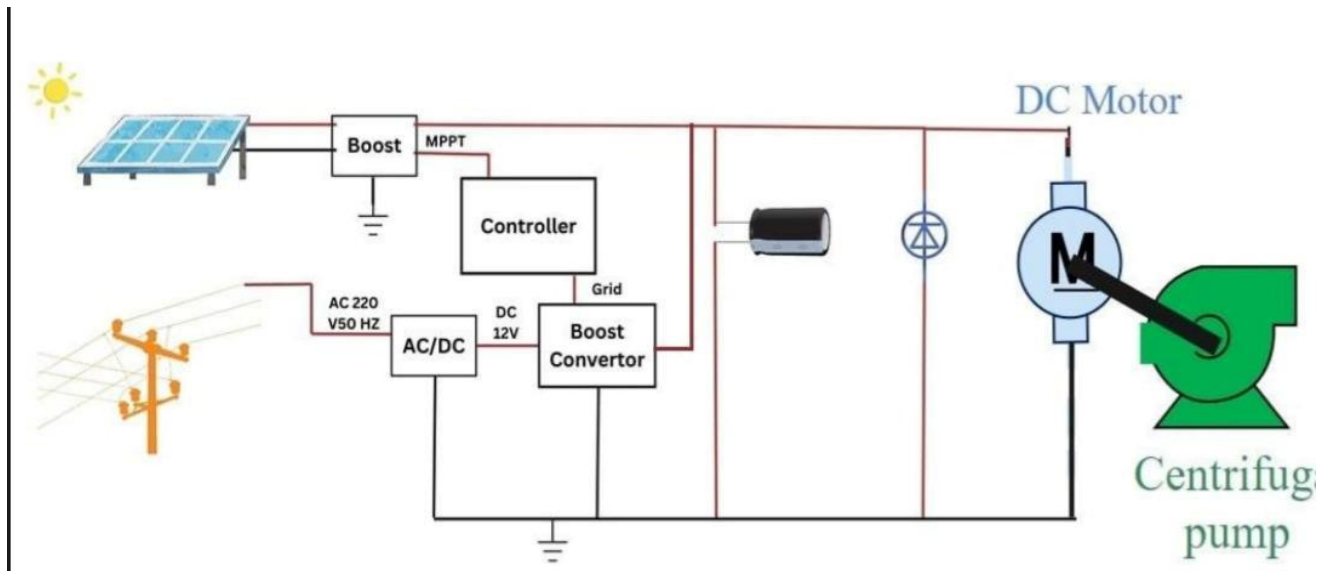 DC Motor
Boost
MPPT
Controller
Grid
AC 220
V50 HZ
AC/DC
DC
12V
Boost
Convertor
M
Centrifug
pump